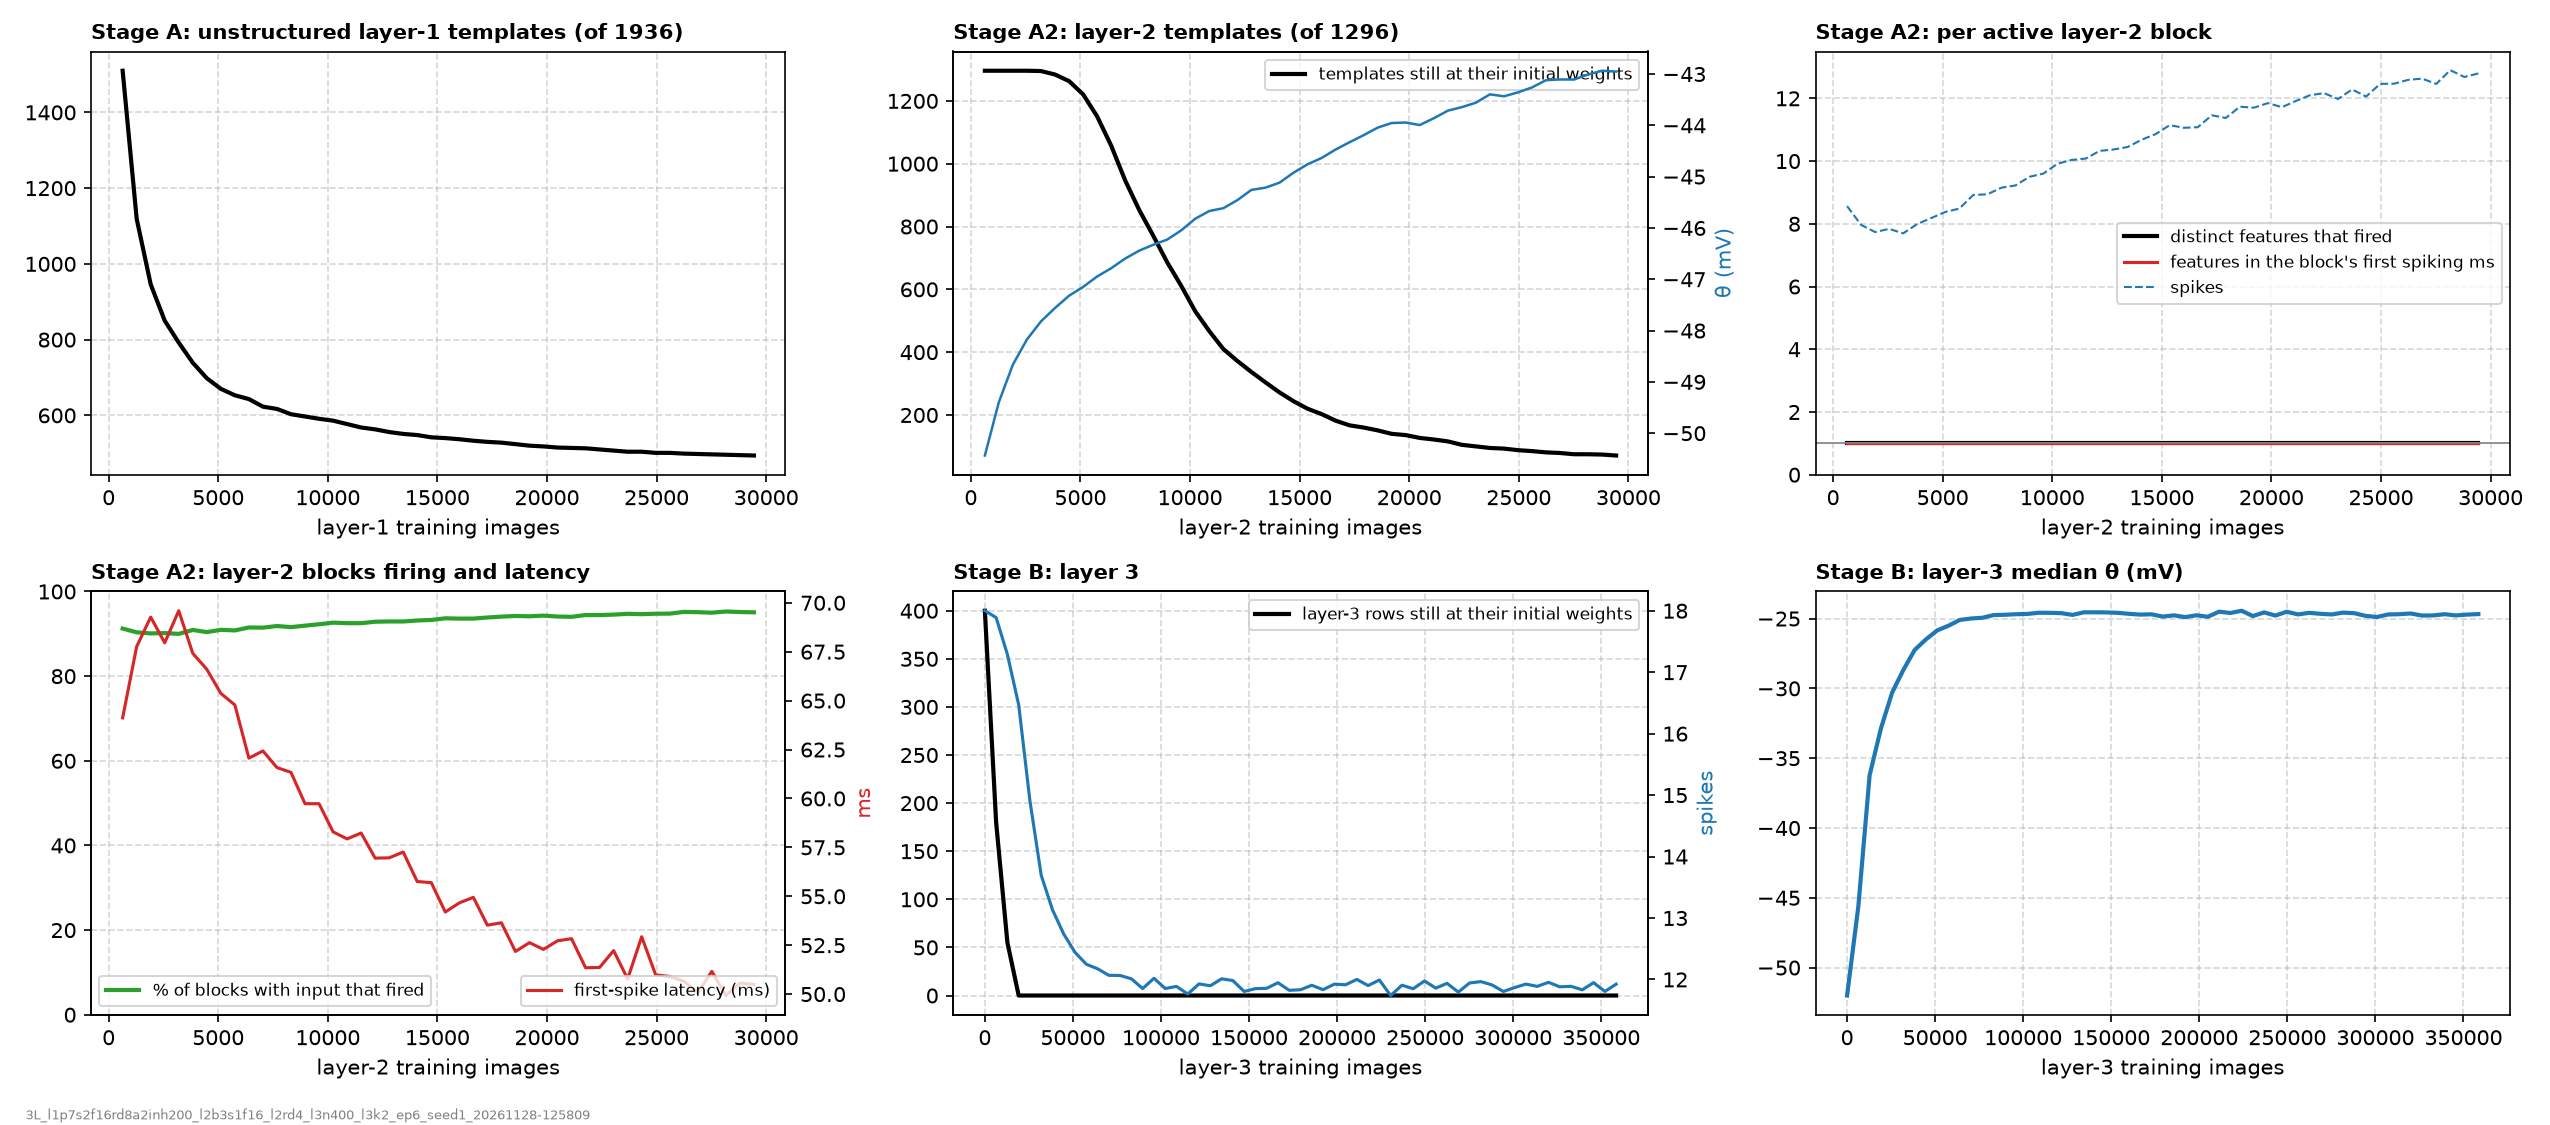 Stage A: unstructured layer-1 templates (of 1936)
1400
1200
1000
800
600
0 5000 10000 15000 20000 25000 30000
layer-1 training images
Stage A2: layer-2 templates (of 1296)
templates still at their initial weights
1200
1000
800
600
400
200
−43
−44
−45
−46
−47
−48
−49
−50
θ (mV)
0 5000 10000 15000 20000 25000 30000
layer-2 training images
Stage A2: per active layer-2 block
12
10
8
6
4
2
0
distinct features that fired
features in the block's first spiking ms
spikes
0 5000 10000 15000 20000 25000 30000
layer-2 training images
Stage A2: layer-2 blocks firing and latency
100
80
60
40
20
0
70.0
67.5
65.0
62.5
60.0
57.5
55.0
52.5
50.0
ms
% of blocks with input that fired
first-spike latency (ms)
0 5000 10000 15000 20000 25000 30000
layer-2 training images
Stage B: layer 3
layer-3 rows still at their initial weights
400
350
300
250
200
150
100
50
0
18
17
16
15
14
13
12
spikes
0 50000 100000 150000 200000 250000 300000 350000
layer-3 training images
Stage B: layer-3 median θ (mV)
−25
−30
−35
−40
−45
−50
0 50000 100000 150000 200000 250000 300000 350000
layer-3 training images
3L_l1p7s2f16rd8a2inh200_l2b3s1f16_l2rd4_l3n400_l3k2_ep6_seed1_20261128-125809